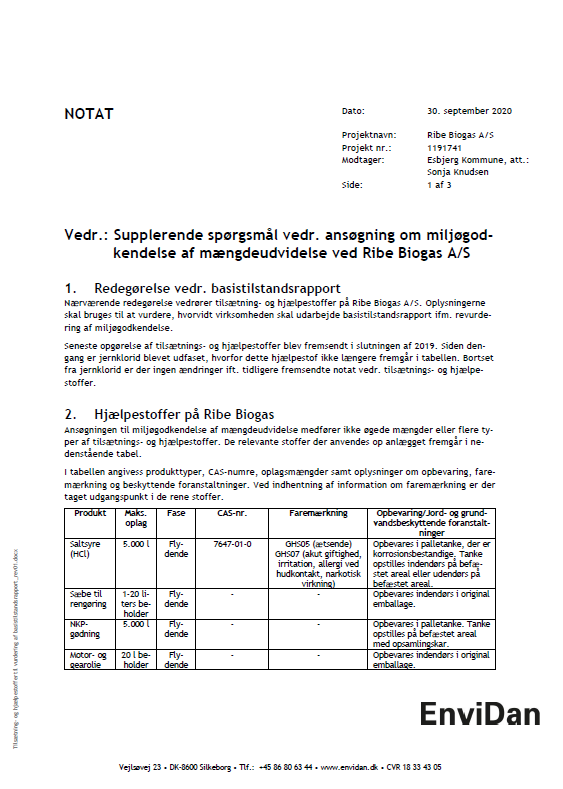 NOTAT
Dato: 30. september 2020
Projektnavn: Ribe Biogas A/S
Projekt nr.: 1191741
Modtager: Esbjerg Kommune, att.:
Sonja Knudsen
Side: 1 af 3
Vedr.: Supplerende spørgsmål vedr. ansøgning om miljøgod-
kendelse af mængdeudvidelse ved Ribe Biogas A/S
1. Redegørelse vedr. basistilstandsrapport
Nærværende redegørelse vedrører tilsætning- og hjælpestoffer på Ribe Biogas A/S. Oplysningerne
skal bruges til at vurdere, hvorvidt virksomheden skal udarbejde basistilstandsrapport ifm. revurde-
ring af miljøgodkendelse.
Seneste opgørelse af tilsætnings- og hjælpestoffer blev fremsendt i slutningen af 2019. Siden den-
gang er jernklorid blevet udfaset, hvorfor dette hjælpestof ikke længere fremgår i tabellen. Bortset
fra jernklorid er der ingen ændringer ift. tidligere fremsendte notat vedr. tilsætnings- og hjælpe-
stoffer.
2. Hjælpestoffer på Ribe Biogas
Ansøgningen til miljøgodkendelse af mængdeudvidelse medfører ikke øgede mængder eller flere ty-
per af tilsætnings- og hjælpestoffer. De relevante stoffer der anvendes op anlægget fremgår i ne-
denstående tabel.
I tabellen angivess produkttyper, CAS-numre, oplagsmængder samt oplysninger om opbevaring, fare-
mærkning og beskyttende foranstaltninger. Ved indhentning af information om faremærkning er der
taget udgangspunkt i de rene stoffer.
Produkt Maks. Fase CAS-nr. Faremærkning Opbevaring/Jord- og grund-
oplag vandsbeskyttende foranstalt-
ninger
Saltsyre 5.000 l Fly- 7647-01-0 GHS05 (ætsende) Opbevares i palletanke, der er
(HCl) dende GHS07 (akut giftighed, korrosionsbestandige. Tanke
irritation, allergi ved opstilles indendørs på befæ-
hudkontakt, narkotisk stet areal eller udendørs på
virkning) befæstet areal.
Sæbe til 1-20 li- Fly- - - Opbevares indendørs i original
rengøring ters be- dende emballage.
holder
NKP- 5.000 l Fly- - - Opbevares i palletanke. Tanke
gødning dende opstilles på befæstet areal
med opsamlingskar.
Motor- og 20 l be- Fly- - - Opbevares indendørs i original
gearolie holder dende emballage.
Tilsætning- og hjælpestoffer til vurdering af basistilstandsrapport_rev01.docx
EnviDan
Vejlsøvej 23 • DK-8600 Silkeborg • Tlf.: +45 86 80 63 44 • www.envidan.dk • CVR 18 33 43 05